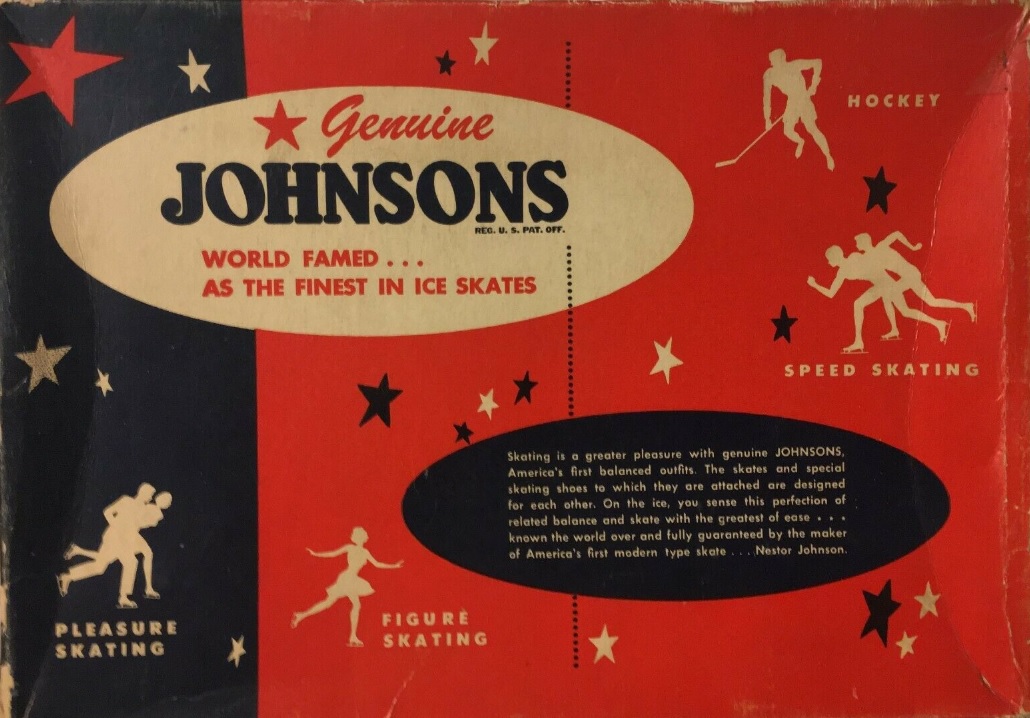 Genuine
JOHNSONS
REG. U. S. PAT. OFF.
WORLD FAMED...
AS THE FINEST IN ICE SKATES
HOCKEY
SPEED SKATING
Skating is a greater pleasure with genuine JOHNSONS,
America's first balanced outfits. The skates and special
skating shoes to which they are attached are designed
for each other. On the ice, you sense this perfection of
related balance and skate with the greatest of ease . . .
known the world over and fully guaranteed by the maker
of America's first modern type skate . . . Nestor Johnson.
PLEASURE
SKATING
FIGURE
SKATING